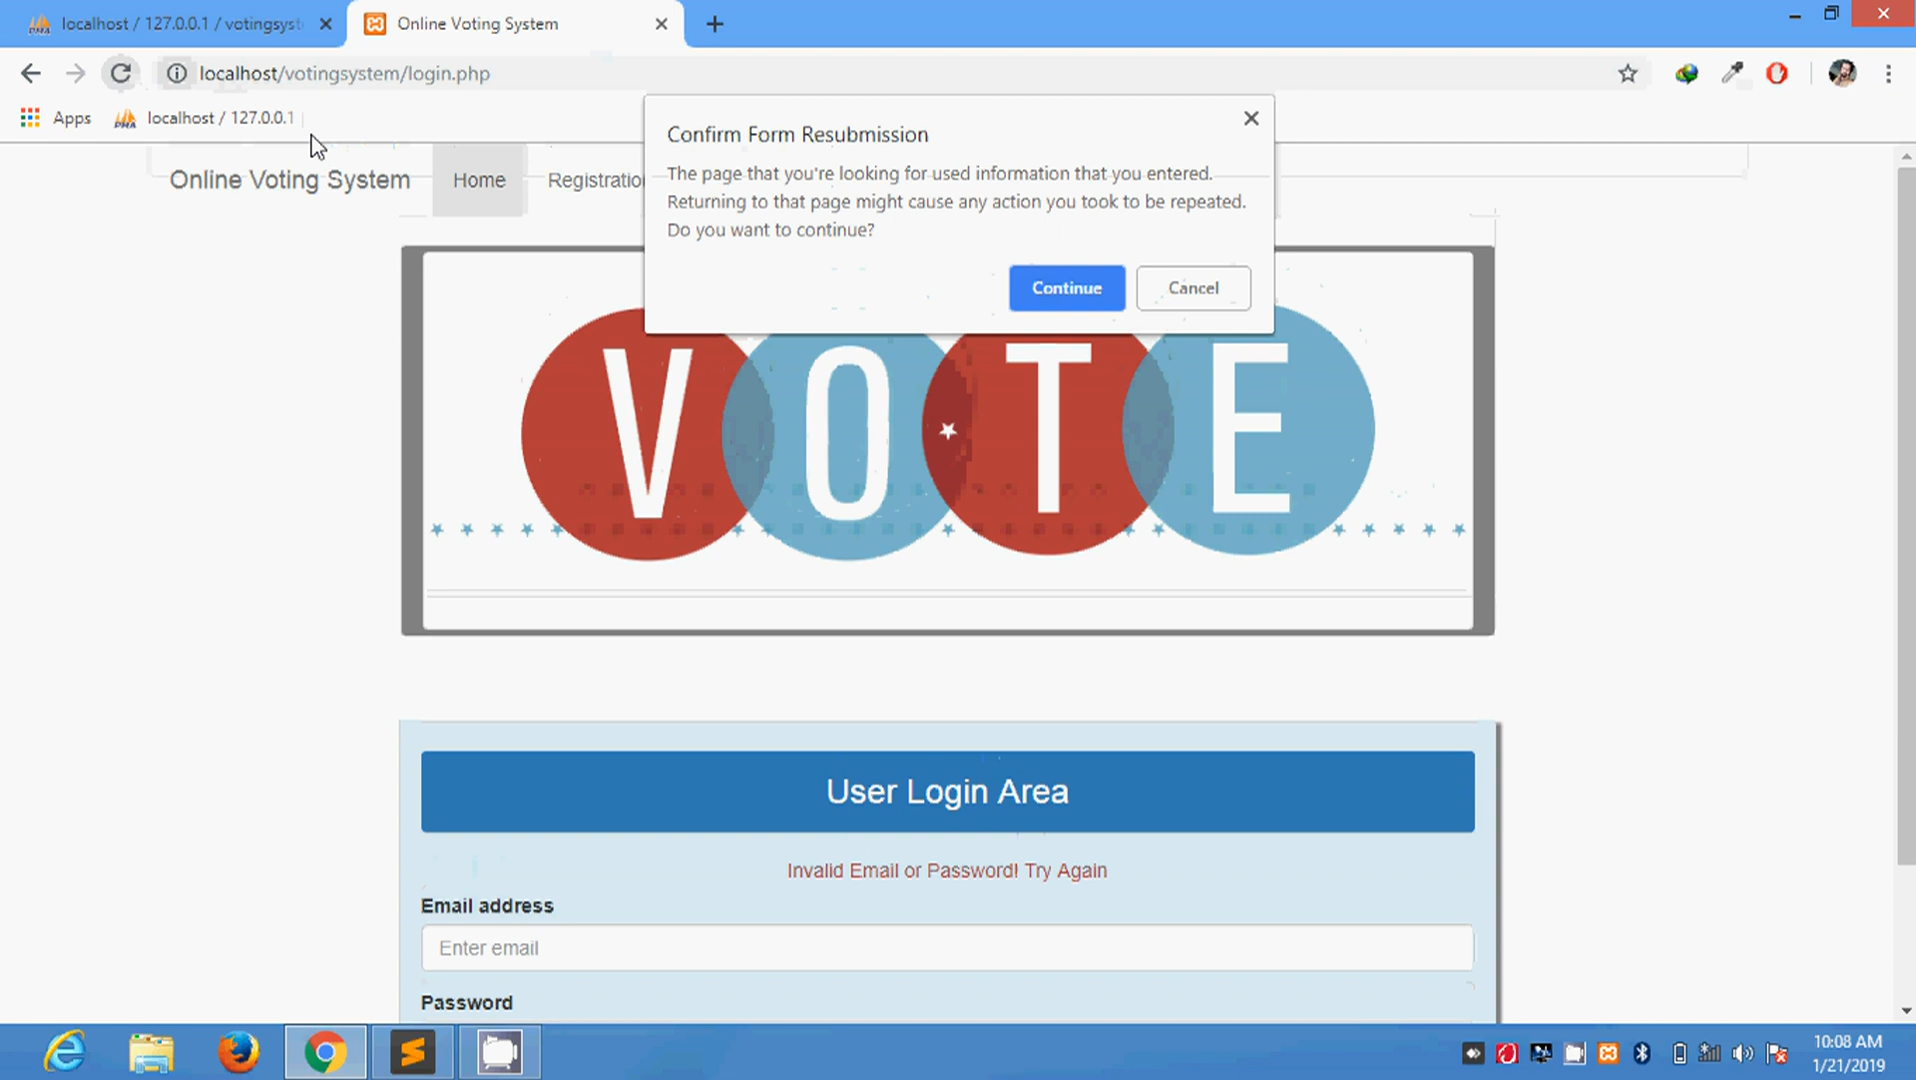 localhost / 127.0.0.1 / votingsyst
Online Voting System
localhost/votingsystem/login.php
Apps
localhost / 127.0.0.1
Confirm Form Resubmission
The page that you're looking for used information that you entered.
Returning to that page might cause any action you took to be repeated.
Do you want to continue?
Continue
Cancel
Online Voting System
Home
Registratio
VOTE
User Login Area
Invalid Email or Password! Try Again
Email address
Enter email
Password
10:08 AM
1/21/2019